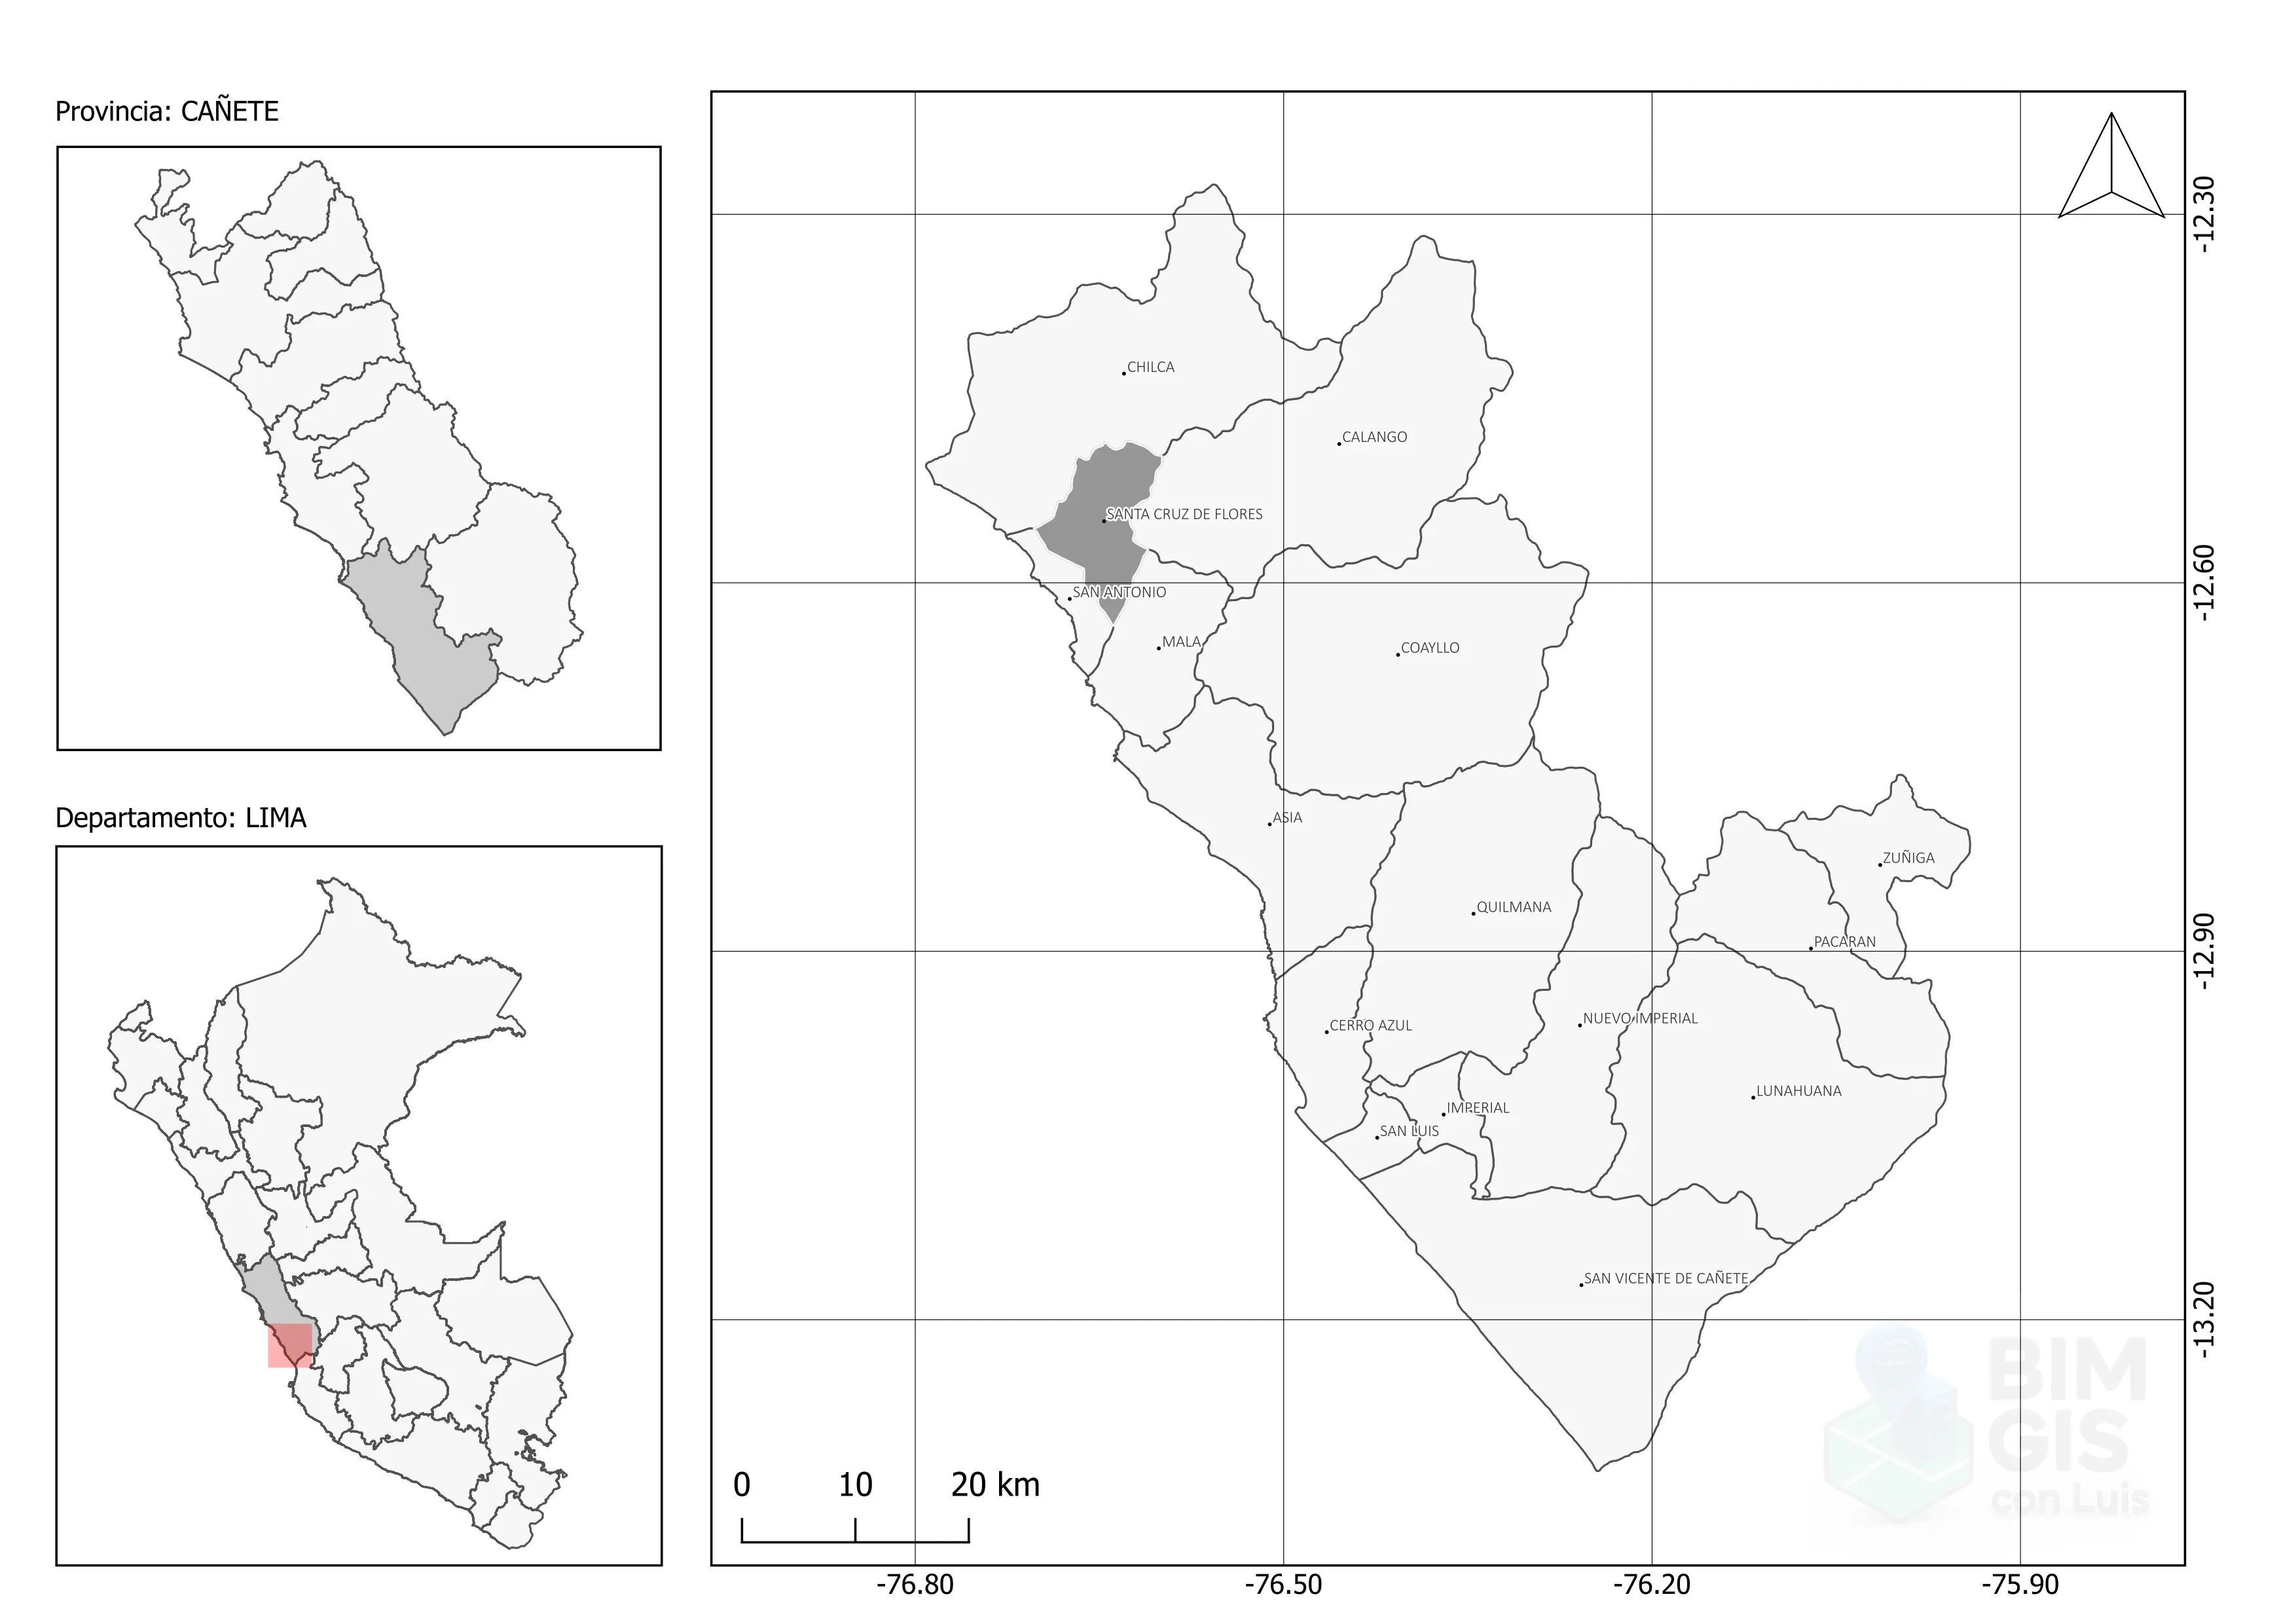 Provincia: CAÑETE
Departamento: LIMA
CHILCA
CALANGO
SANTA CRUZ DE FLORES
SAN ANTONIO
MALA
COAYLLO
ASIA
ZUÑIGA
QUILMANA
PACARAN
CERRO AZUL
NUEVO IMPERIAL
LUNAHUANA
IMPERIAL
SAN LUIS
SAN VICENTE DE CAÑETE
-12.30
-12.60
-12.90
-13.20
BIM
GIS
con Luis
0 10 20 km
-76.80 -76.50 -76.20 -75.90